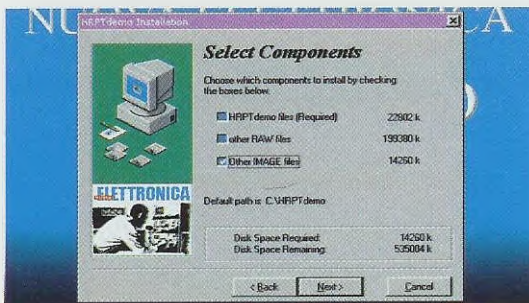 HRPTdemo Installation
Select Components
Choose which components to install by checking
the boxes below.
HRPTdemo files (Required) 22802 k
other RAW files 199380 k
Other IMAGE files 14260 k
ELETTRONICA
Default path is: C:\HRPTdemo
Disk Space Required: 14260 k
Disk Space Remaining: 535004 k
< Back Next > Cancel